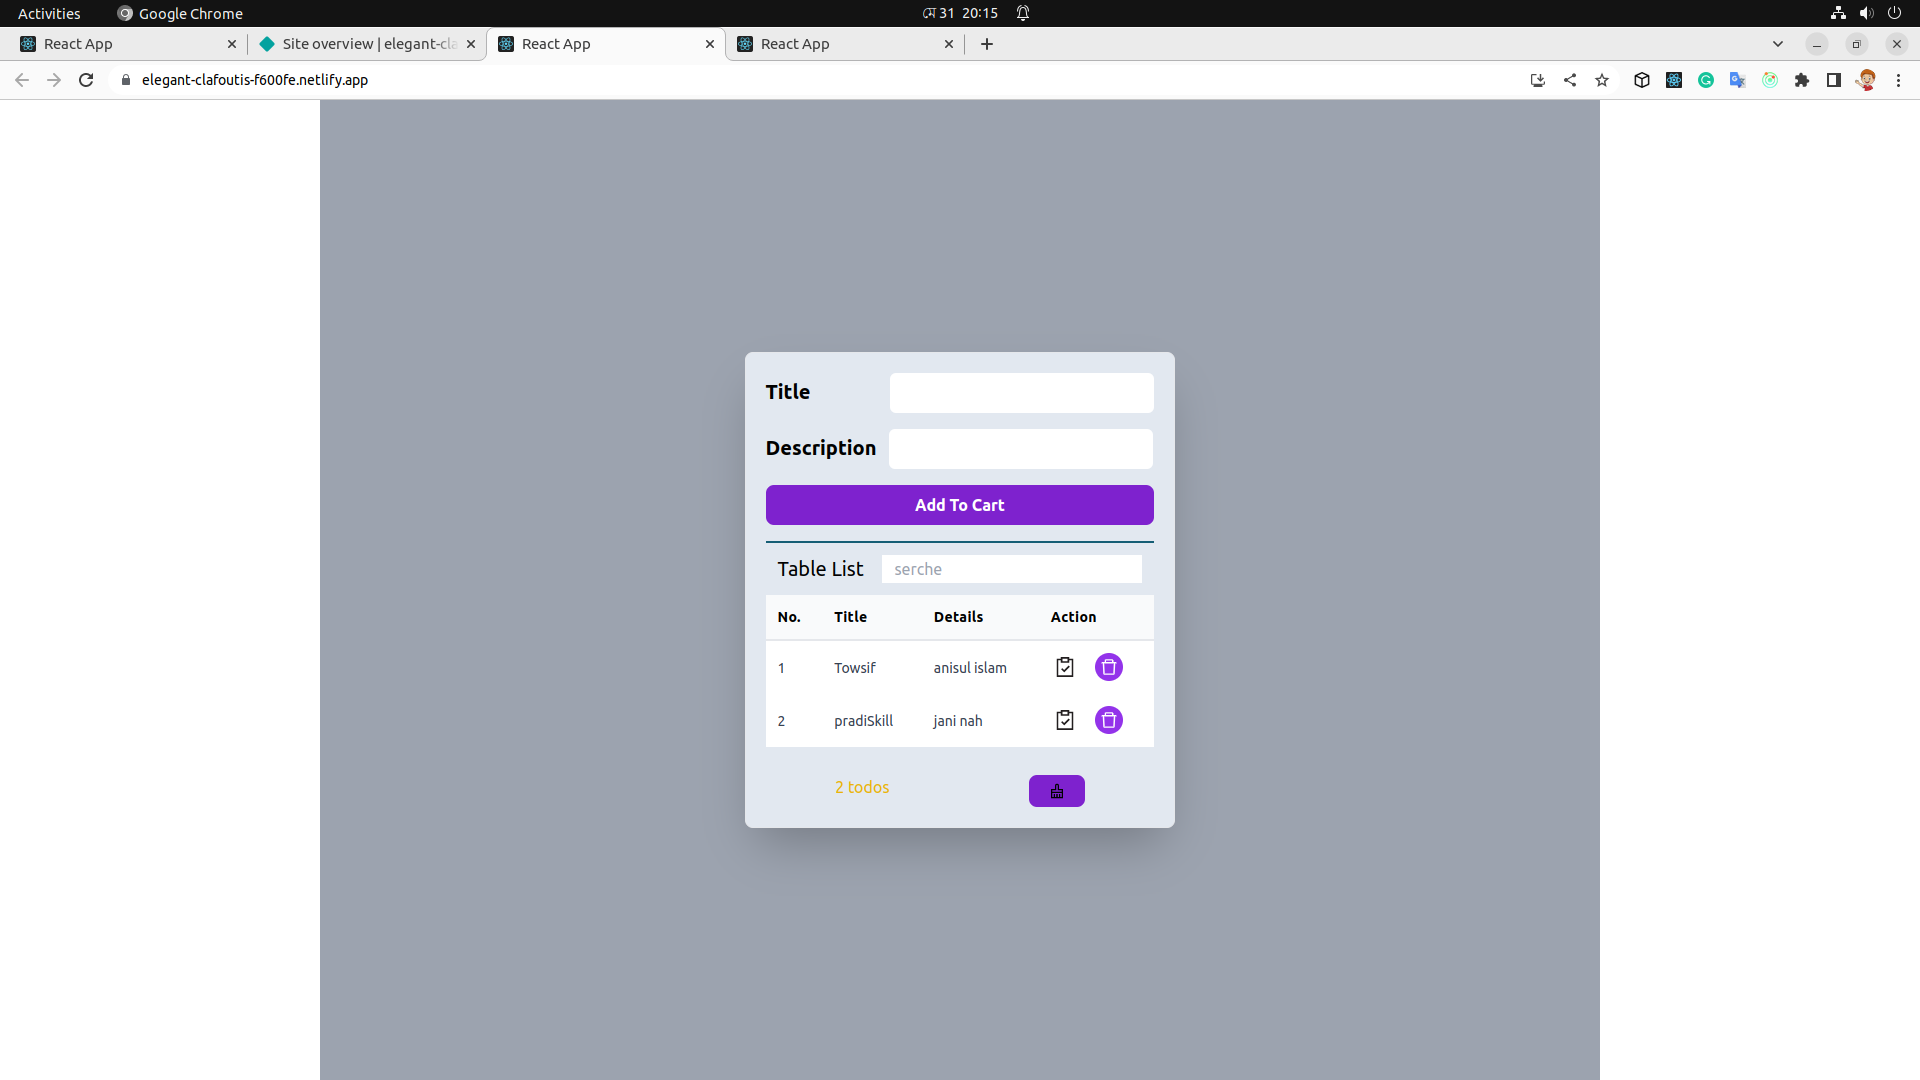 Activities
Google Chrome
মে 31 20:15
React App
Site overview | elegant-cla
React App
React App
elegant-clafoutis-f600fe.netlify.app
Title
Description
Add To Cart
Table List
serche
No. Title Details Action
1 Towsif anisul islam
2 pradiSkill jani nah
2 todos